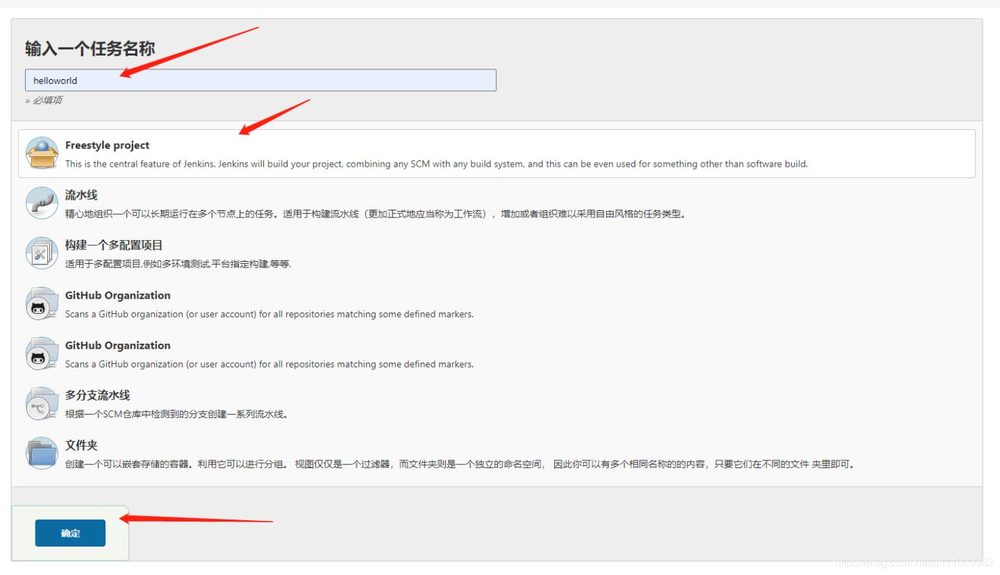 输入一个任务名称
helloworld
» 必填项
Freestyle project
This is the central feature of Jenkins. Jenkins will build your project, combining any SCM with any build system, and this can be even used for something other than software build.
流水线
精心地组织一个可以长期运行在多个节点上的任务。适用于构建流水线（更加正式地应当称为工作流），增加或者组织难以采用自由风格的任务类型。
构建一个多配置项目
适用于多配置项目,例如多环境测试,平台指定构建,等等.
GitHub Organization
Scans a GitHub organization (or user account) for all repositories matching some defined markers.
GitHub Organization
Scans a GitHub organization (or user account) for all repositories matching some defined markers.
多分支流水线
根据一个SCM仓库中检测到的分支创建一系列流水线。
文件夹
创建一个可以嵌套存储的容器。利用它可以进行分组。 视图仅仅是一个过滤器，而文件夹则是一个独立的命名空间， 因此你可以有多个相同名称的的内容，只要它们在不同的文件 夹里即可。
确定
https://blog.csdn.net/q411020382